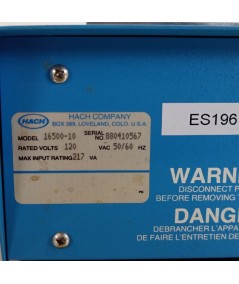 HACH
HACH COMPANY
BOX 389, LOVELAND, COLO. U.S.A.
MODEL 16500-10 SERIAL NO. 880410567
RATED VOLTS 120 VAC 50/60 HZ
MAX INPUT RATING 217 VA
ES196
WARN
DISCONNECT P
BEFORE REMOVING
DANGE
DEBRANCHER L'APPA
DE FAIRE L'ENTRETIEN DE